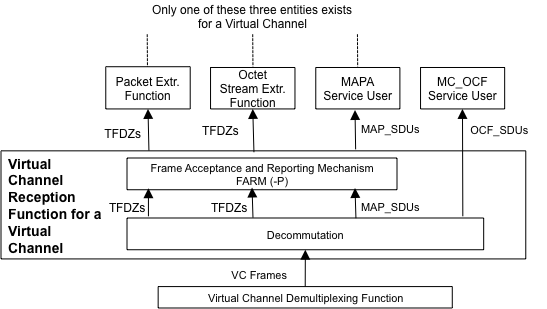 Only one of these three entities exists
for a Virtual Channel
Packet Extr.
Function
Octet
Stream Extr.
Function
MAPA
Service User
MC_OCF
Service User
TFDZs
TFDZs
MAP_SDUs
OCF_SDUs
Virtual
Channel
Reception
Function for a
Virtual
Channel
Frame Acceptance and Reporting Mechanism
FARM (-P)
TFDZs
TFDZs
MAP_SDUs
Decommutation
VC Frames
Virtual Channel Demultiplexing Function